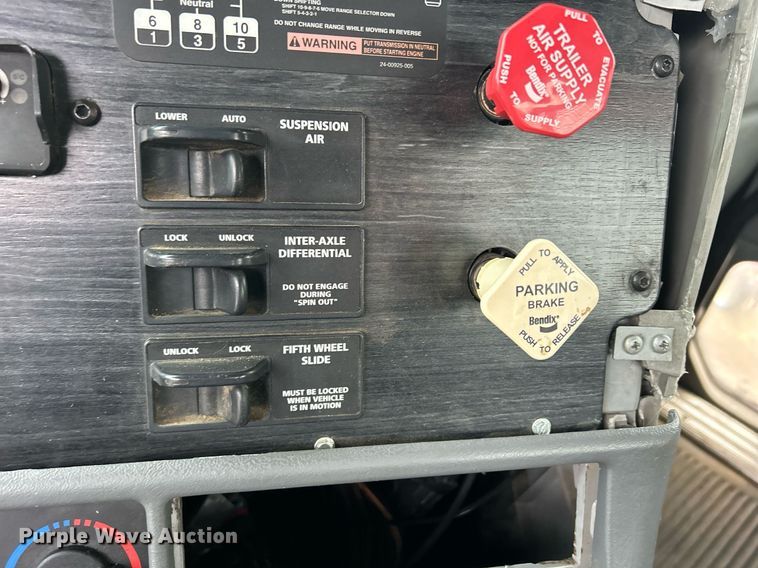 DOWN SHIFTING
SHIFT 10-9-8-7-6 MOVE RANGE SELECTOR DOWN
SHIFT 5-4-3-2-1
DO NOT CHANGE RANGE WHILE MOVING IN REVERSE
Neutral
6 8 10
1 3 5
WARNING PUT TRANSMISSION IN NEUTRAL
BEFORE STARTING ENGINE
24-00925-005
PULL TO EVACUATE
TRAILER
AIR SUPPLY
NOT FOR PARKING
Bendix
PUSH TO SUPPLY
LOWER AUTO
SUSPENSION
AIR
LOCK UNLOCK
INTER-AXLE
DIFFERENTIAL
DO NOT ENGAGE
DURING
"SPIN OUT"
PULL TO APPLY
PARKING
BRAKE
Bendix
PUSH TO RELEASE
UNLOCK LOCK
FIFTH WHEEL
SLIDE
MUST BE LOCKED
WHEN VEHICLE
IS IN MOTION
Purple Wave Auction